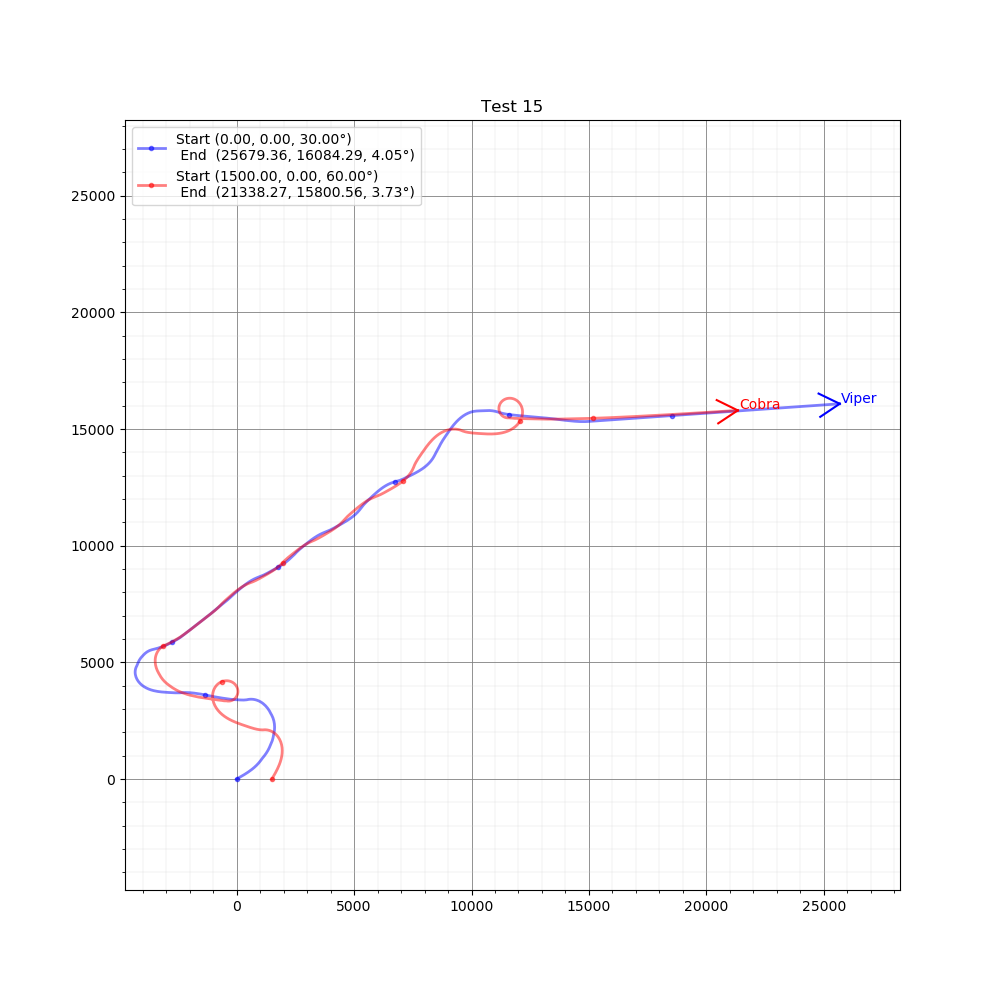 Test 15
Start (0.00, 0.00, 30.00°)
End (25679.36, 16084.29, 4.05°)
Start (1500.00, 0.00, 60.00°)
End (21338.27, 15800.56, 3.73°)
25000
20000
15000
10000
5000
0
Cobra
Viper
0
5000
10000
15000
20000
25000